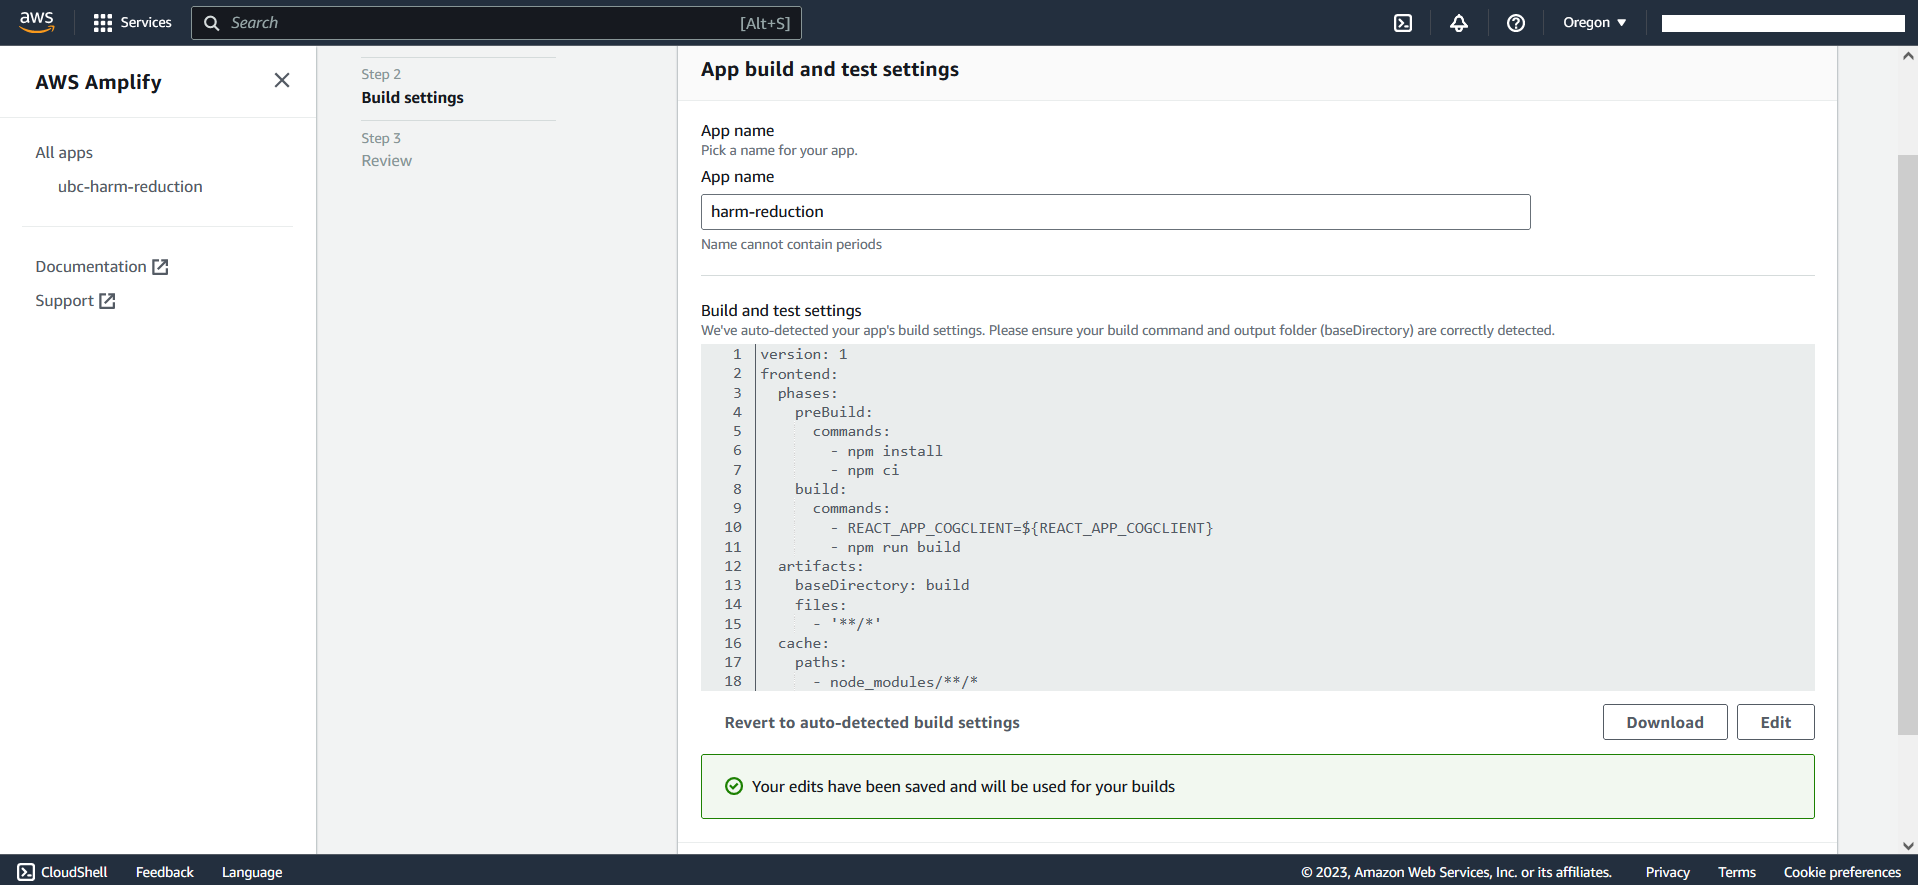 aws
Services
Search [Alt+S]
Oregon
AWS Amplify
All apps
ubc-harm-reduction
Documentation
Support
Step 2
Build settings
Step 3
Review
App build and test settings
App name
Pick a name for your app.
App name
harm-reduction
Name cannot contain periods
Build and test settings
We've auto-detected your app's build settings. Please ensure your build command and output folder (baseDirectory) are correctly detected.
1 version: 1
2 frontend:
3 phases:
4 preBuild:
5 commands:
6 - npm install
7 - npm ci
8 build:
9 commands:
10 - REACT_APP_COGCLIENT=${REACT_APP_COGCLIENT}
11 - npm run build
12 artifacts:
13 baseDirectory: build
14 files:
15 - '**/*'
16 cache:
17 paths:
18 - node_modules/**/*
Revert to auto-detected build settings
Download
Edit
Your edits have been saved and will be used for your builds
CloudShell Feedback Language © 2023, Amazon Web Services, Inc. or its affiliates. Privacy Terms Cookie preferences